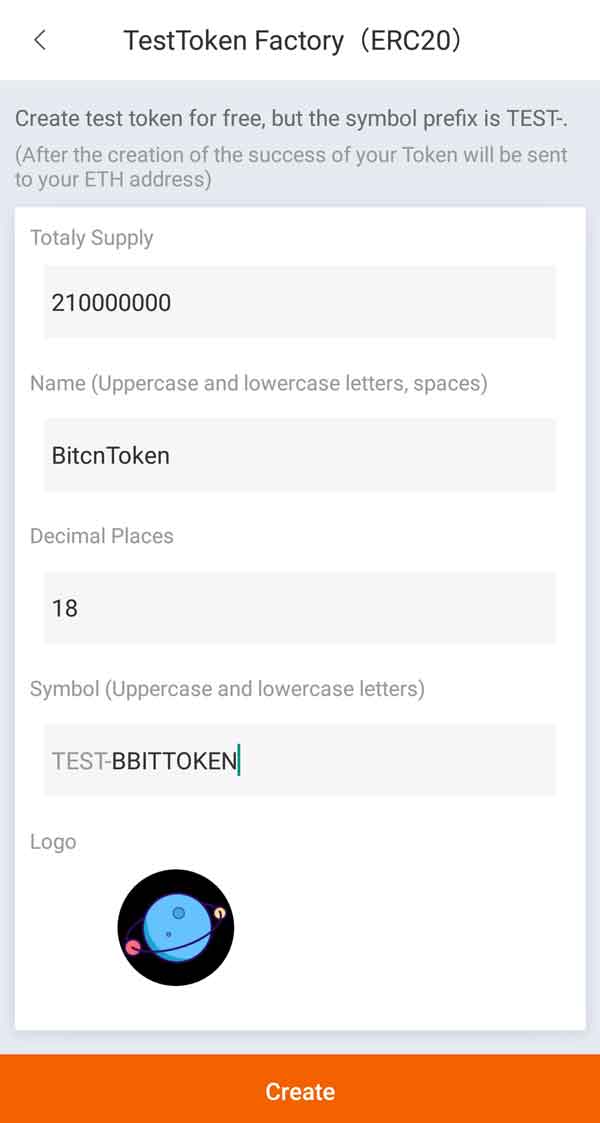 TestToken Factory（ERC20）
Create test token for free, but the symbol prefix is TEST-.
(After the creation of the success of your Token will be sent
to your ETH address)
Totaly Supply
210000000
Name (Uppercase and lowercase letters, spaces)
BitcnToken
Decimal Places
18
Symbol (Uppercase and lowercase letters)
TEST-BBITTOKEN
Logo
Create